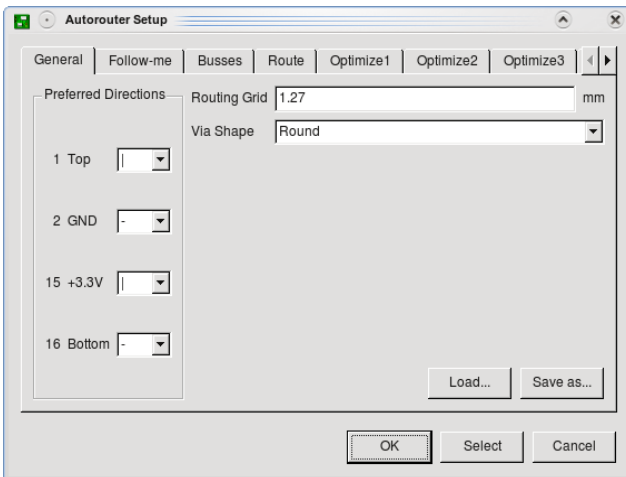 Autorouter Setup
General Follow-me Busses Route Optimize1 Optimize2 Optimize3
Preferred Directions
Routing Grid 1.27 mm
Via Shape Round
1 Top |
2 GND -
15 +3.3V |
16 Bottom -
Load... Save as...
OK Select Cancel